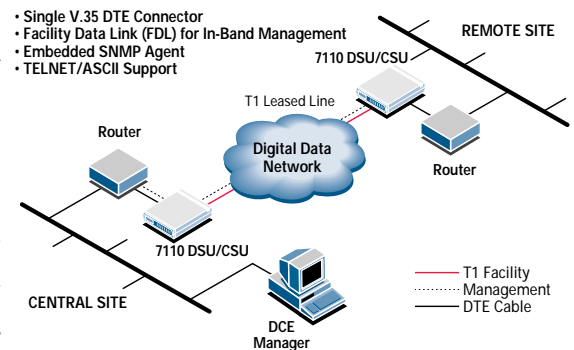 • Single V.35 DTE Connector
• Facility Data Link (FDL) for In-Band Management
• Embedded SNMP Agent
• TELNET/ASCII Support
REMOTE SITE
7110 DSU/CSU
T1 Leased Line
Router
Digital Data
Network
Router
7110 DSU/CSU
CENTRAL SITE
DCE
Manager
T1 Facility
Management
DTE Cable